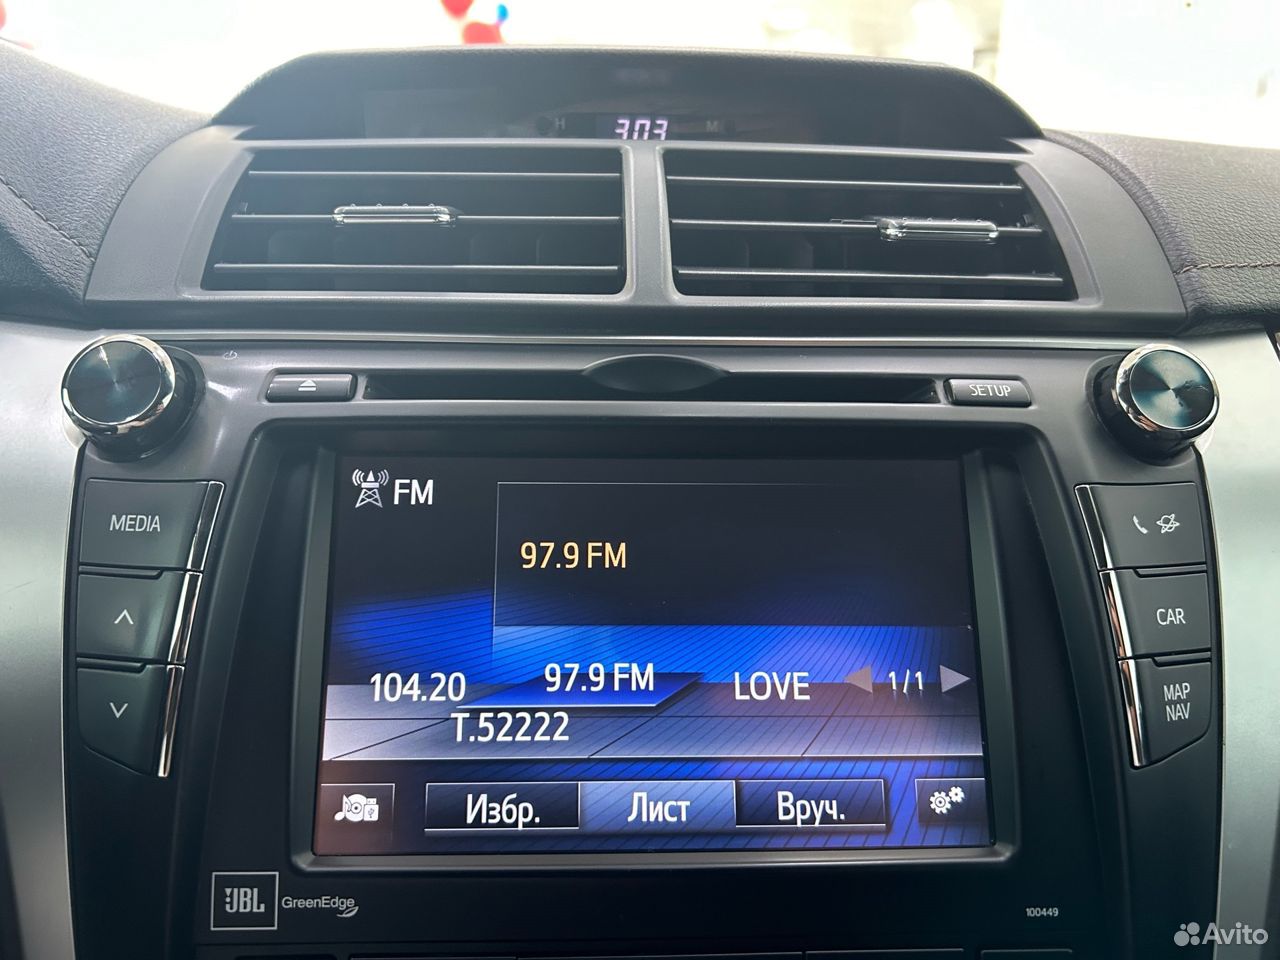 H 3:03 M
SETUP
FM
MEDIA
97.9 FM
CAR
104.20 97.9 FM LOVE 1/1
T.52222
MAP
NAV
Избр. Лист Вруч.
JBL GreenEdge
100449
Avito